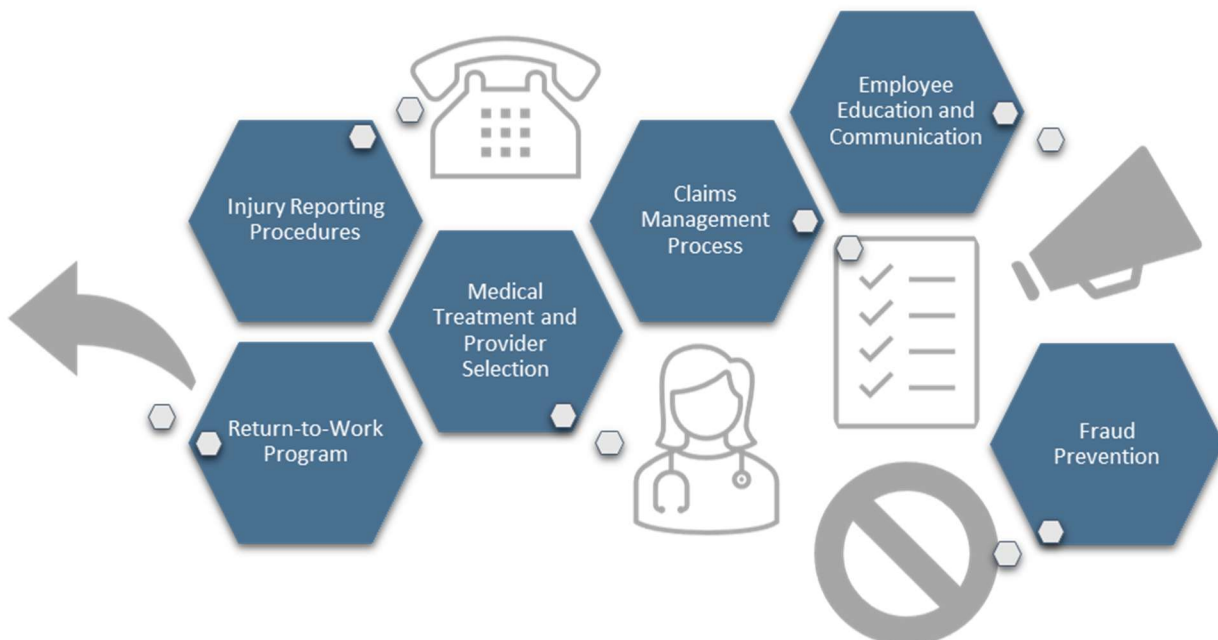 Injury Reporting
Procedures
Return-to-Work
Program
Medical
Treatment and
Provider
Selection
Claims
Management
Process
Employee
Education and
Communication
Fraud
Prevention